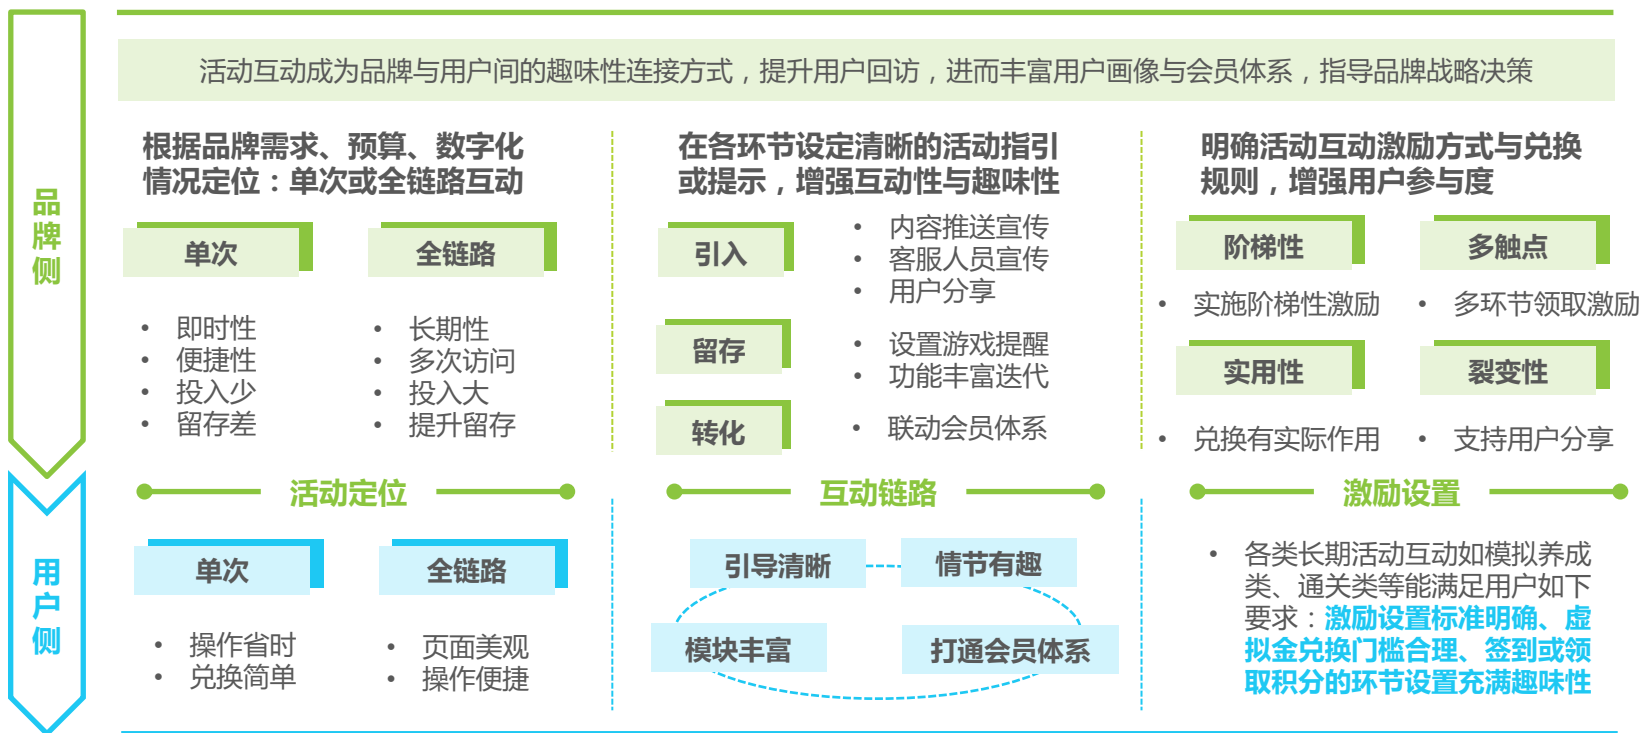 活动互动成为品牌与用户间的趣味性连接方式，提升用户回访，进而丰富用户画像与会员体系，指导品牌战略决策
品牌侧
根据品牌需求、预算、数字化
情况定位：单次或全链路互动
单次
全链路
• 即时性
• 便捷性
• 投入少
• 留存差
• 长期性
• 多次访问
• 投入大
• 提升留存
在各环节设定清晰的活动指引
或提示，增强互动性与趣味性
引入
• 内容推送宣传
• 客服人员宣传
• 用户分享
留存
• 设置游戏提醒
• 功能丰富迭代
转化
• 联动会员体系
明确活动互动激励方式与兑换
规则，增强用户参与度
阶梯性
• 实施阶梯性激励
多触点
• 多环节领取激励
实用性
• 兑换有实际作用
裂变性
• 支持用户分享
活动定位
互动链路
激励设置
用户侧
单次
全链路
• 操作省时
• 兑换简单
• 页面美观
• 操作便捷
引导清晰
情节有趣
模块丰富
打通会员体系
• 各类长期活动互动如模拟养成
类、通关类等能满足用户如下
要求：激励设置标准明确、虚
拟金兑换门槛合理、签到或领
取积分的环节设置充满趣味性